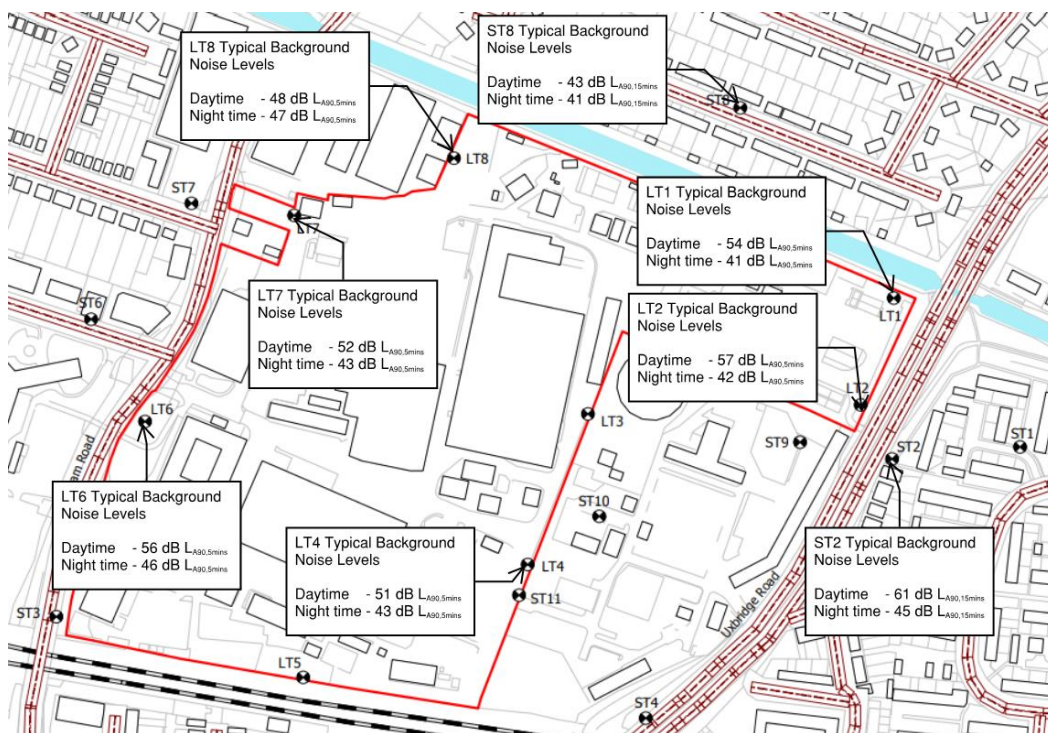 LT8 Typical Background
Noise Levels
Daytime - 48 dB LA90,5mins
Night time - 47 dB LA90,5mins
ST8 Typical Background
Noise Levels
Daytime - 43 dB LA90,15mins
Night time - 41 dB LA90,15mins
ST8
LT8
ST7
LT7
LT1 Typical Background
Noise Levels
Daytime - 54 dB LA90,5mins
Night time - 41 dB LA90,5mins
LT1
ST6
LT7 Typical Background
Noise Levels
Daytime - 52 dB LA90,5mins
Night time - 43 dB LA90,5mins
LT2 Typical Background
Noise Levels
Daytime - 57 dB LA90,5mins
Night time - 42 dB LA90,5mins
LT2
LT6
LT3
ST9
ST2
ST1
am Road
LT6 Typical Background
Noise Levels
Daytime - 56 dB LA90,5mins
Night time - 46 dB LA90,5mins
ST10
LT4 Typical Background
Noise Levels
Daytime - 51 dB LA90,5mins
Night time - 43 dB LA90,5mins
LT4
ST11
Uxbridge Road
ST2 Typical Background
Noise Levels
Daytime - 61 dB LA90,15mins
Night time - 45 dB LA90,15mins
ST3
LT5
ST4